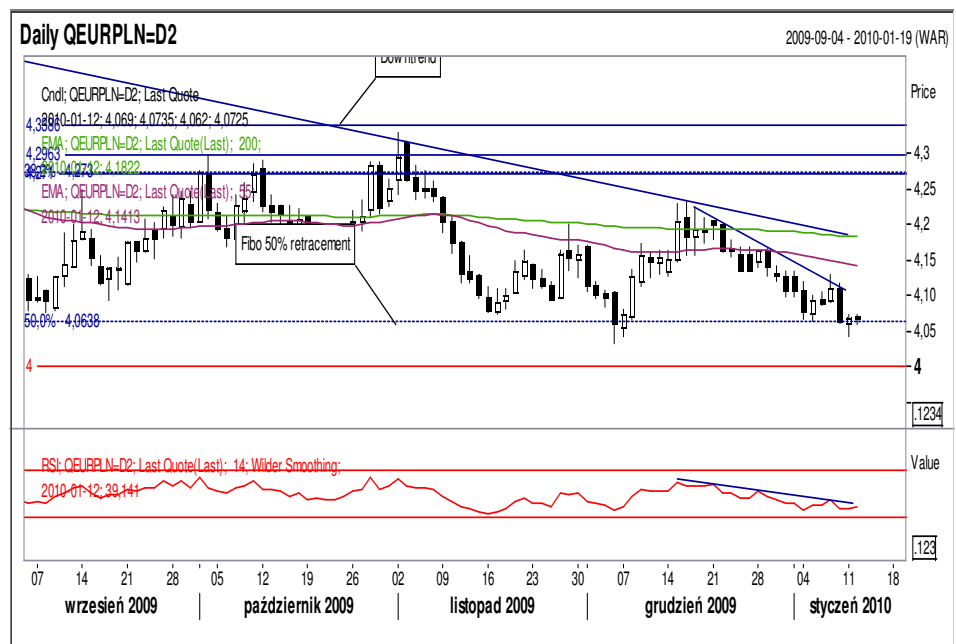 Daily QEURPLN=D2
2009-09-04 - 2010-01-19 (WAR)
Downtrend
Price
Cndl; QEURPLN=D2; Last Quote
2010-01-12; 4,069; 4,0735; 4,062; 4,0725
4,3386
EMA; QEURPLN=D2; Last Quote(Last); 200;
4,2963
2010-01-12; 4,1822
4,273
EMA; QEURPLN=D2; Last Quote(Last); 55
2010-01-12; 4,1413
Fibo 50% retracement
50,0% 4,0638
4
4,3
4,25
4,2
4,15
4,10
4,05
4
.1234
RSI; QEURPLN=D2; Last Quote(Last); 14; Wilder Smoothing;
2010-01-12; 39,141
Value
.123
07 14 21 28 05 12 19 26 02 09 16 23 30 07 14 21 28 04 11 18
wrzesień 2009 październik 2009 listopad 2009 grudzień 2009 styczeń 2010